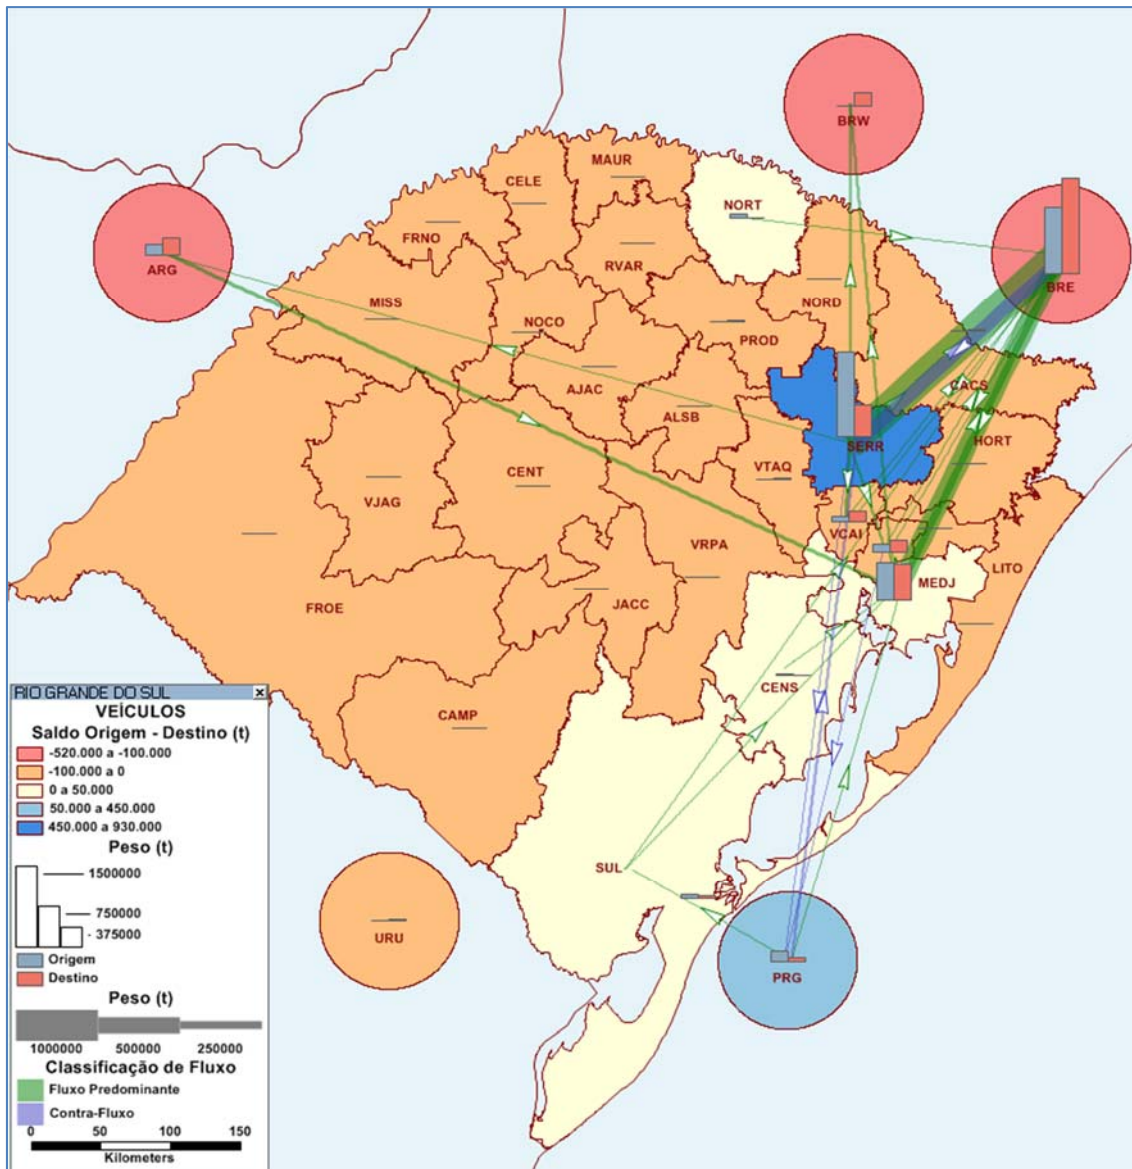 BRW
MAUR
CELE
NORT
FRNO
ARG
RVAR
BRE
MISS
NORD
NOCO
PROD
CACS
AJAC
ALSB
SERR
HORT
VTAQ
CENT
VJAG
VCAI
VRPA
MEDJ
LITO
FROE
JACC
CENS
CAMP
SUL
URU
PRG
RIO GRANDE DO SUL
VEÍCULOS
Saldo Origem - Destino (t)
-520.000 a -100.000
-100.000 a 0
0 a 50.000
50.000 a 450.000
450.000 a 930.000
Peso (t)
1500000
750000
375000
Origem
Destino
Peso (t)
1000000 500000 250000
Classificação de Fluxo
Fluxo Predominante
Contra-Fluxo
0 50 100 150
Kilometers